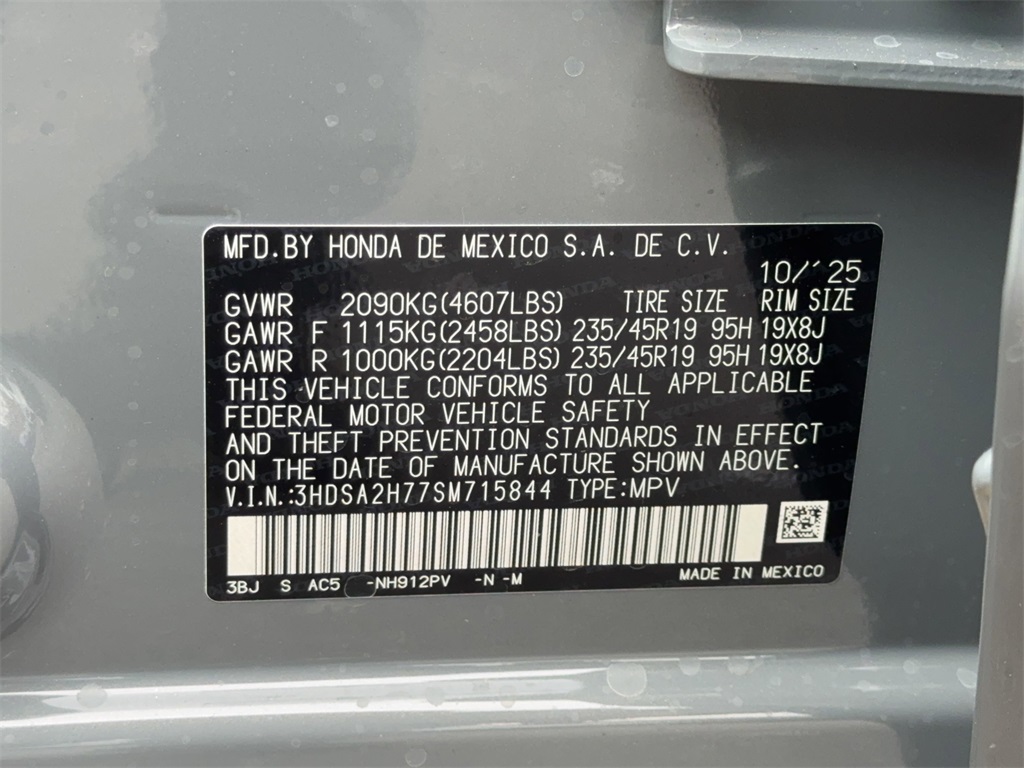 MFD.BY HONDA DE MEXICO S.A. DE C.V.
10/'25
GVWR 2090KG(4607LBS) TIRE SIZE RIM SIZE
GAWR F 1115KG(2458LBS) 235/45R19 95H 19X8J
GAWR R 1000KG(2204LBS) 235/45R19 95H 19X8J
THIS VEHICLE CONFORMS TO ALL APPLICABLE
FEDERAL MOTOR VEHICLE SAFETY
AND THEFT PREVENTION STANDARDS IN EFFECT
ON THE DATE OF MANUFACTURE SHOWN ABOVE.
V.I.N.:3HDSA2H77SM715844 TYPE:MPV
3BJ S AC5 -NH912PV -N -M MADE IN MEXICO